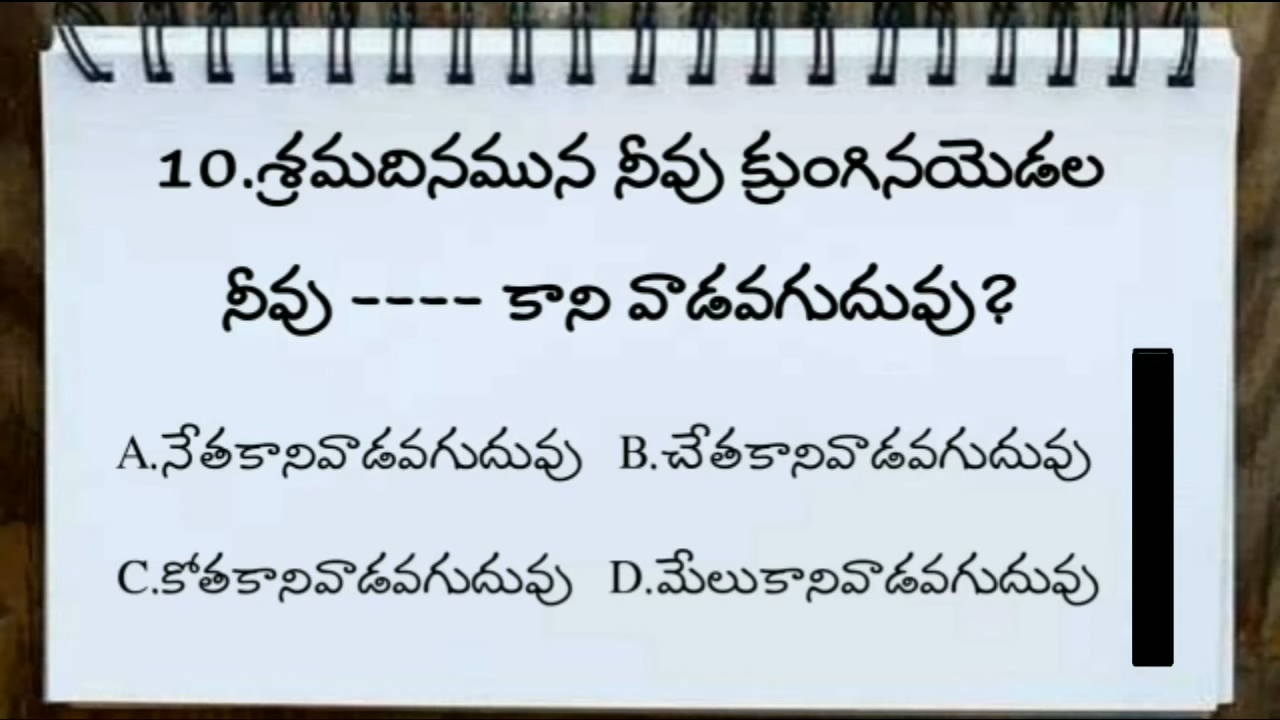 10.శ్రమదినమున నీవు క్రుంగినయెడల
నీవు ---- కాని వాడవగుదువు?
A.నేతకానివాడవగుదువు B.చేతకానివాడవగుదువు
C.కోతకానివాడవగుదువు D.మేలుకానివాడవగుదువు